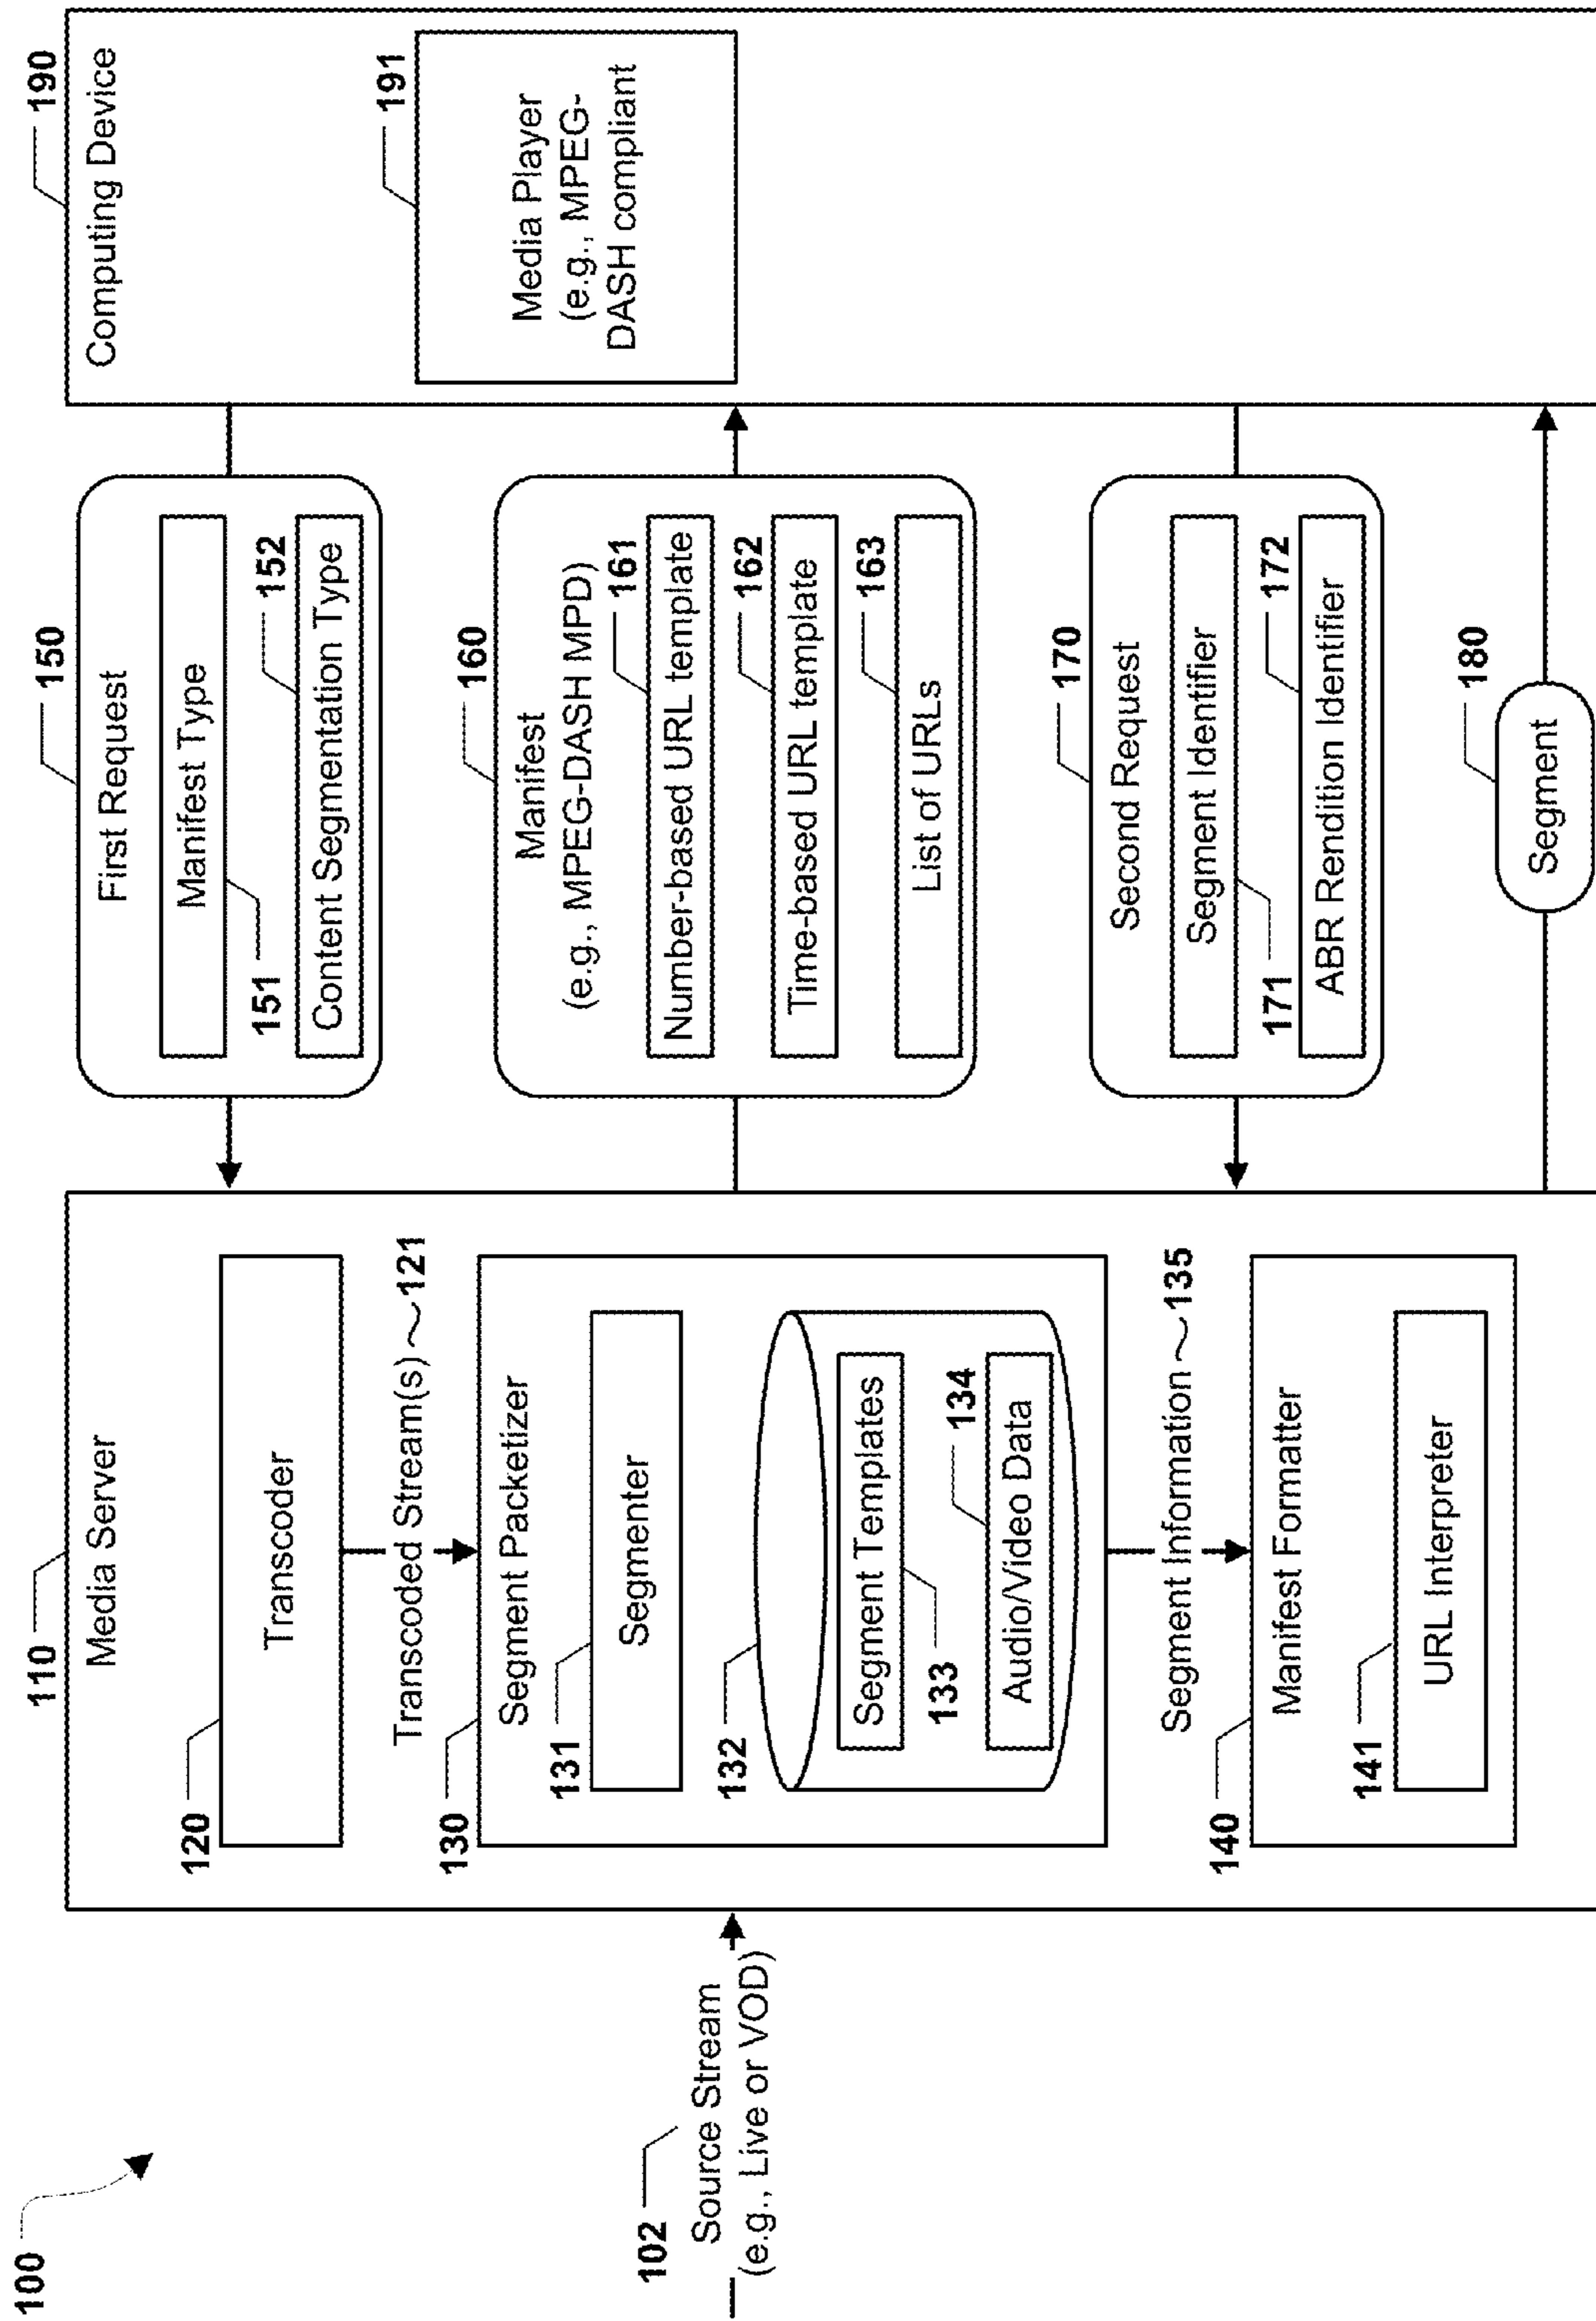 100
102
Source Stream
(e.g., Live or VOD)
110
Media Server
120
Transcoder
Transcoded Stream(s) ~ 121
130
Segment Packetizer
131
Segmenter
132
Segment Templates
133
134
Audio/Video Data
Segment Information ~ 135
140
Manifest Formatter
141
URL Interpreter
150
First Request
Manifest Type
151
152
Content Segmentation Type
160
Manifest
(e.g., MPEG-DASH MPD)
161
Number-based URL template
162
Time-based URL template
163
List of URLs
170
Second Request
Segment Identifier
171
172
ABR Rendition Identifier
180
Segment
190
Computing Device
191
Media Player
(e.g., MPEG-
DASH compliant